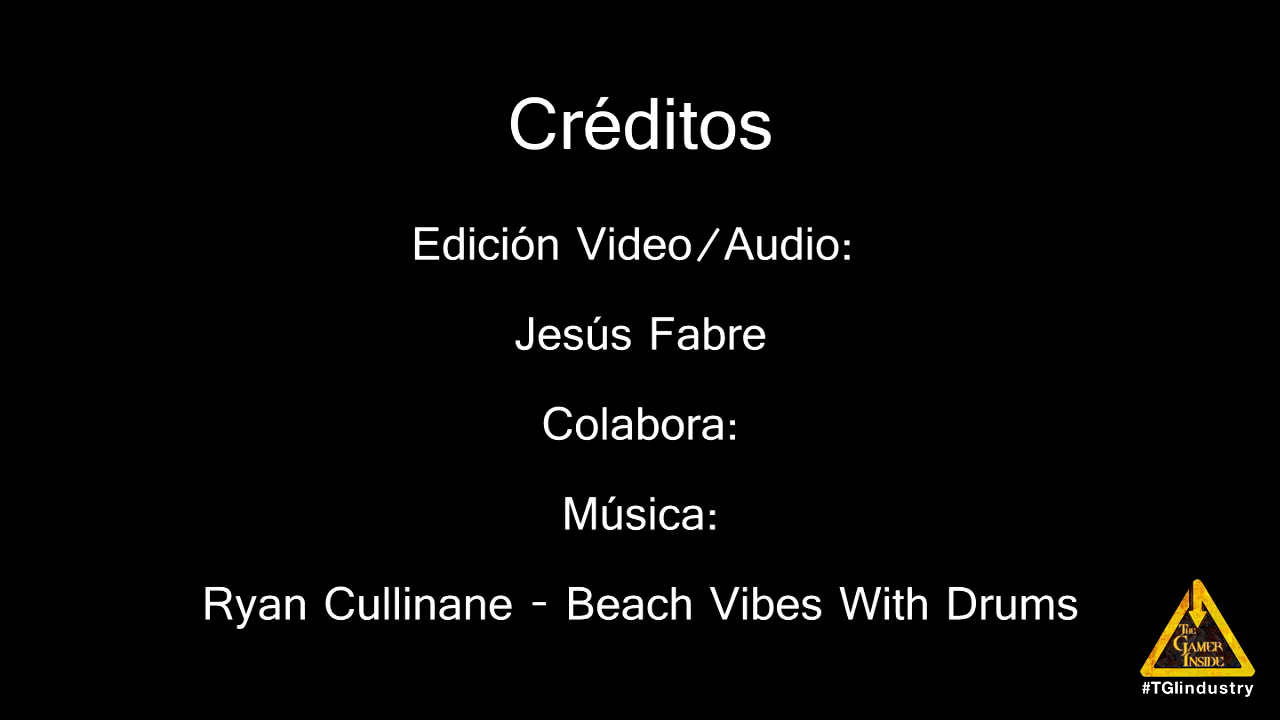 Créditos
Edición Video/Audio:
Jesús Fabre
Colabora:
Música:
Ryan Cullinane - Beach Vibes With Drums
THE
GAMER
INSIDE
#TGIindustry